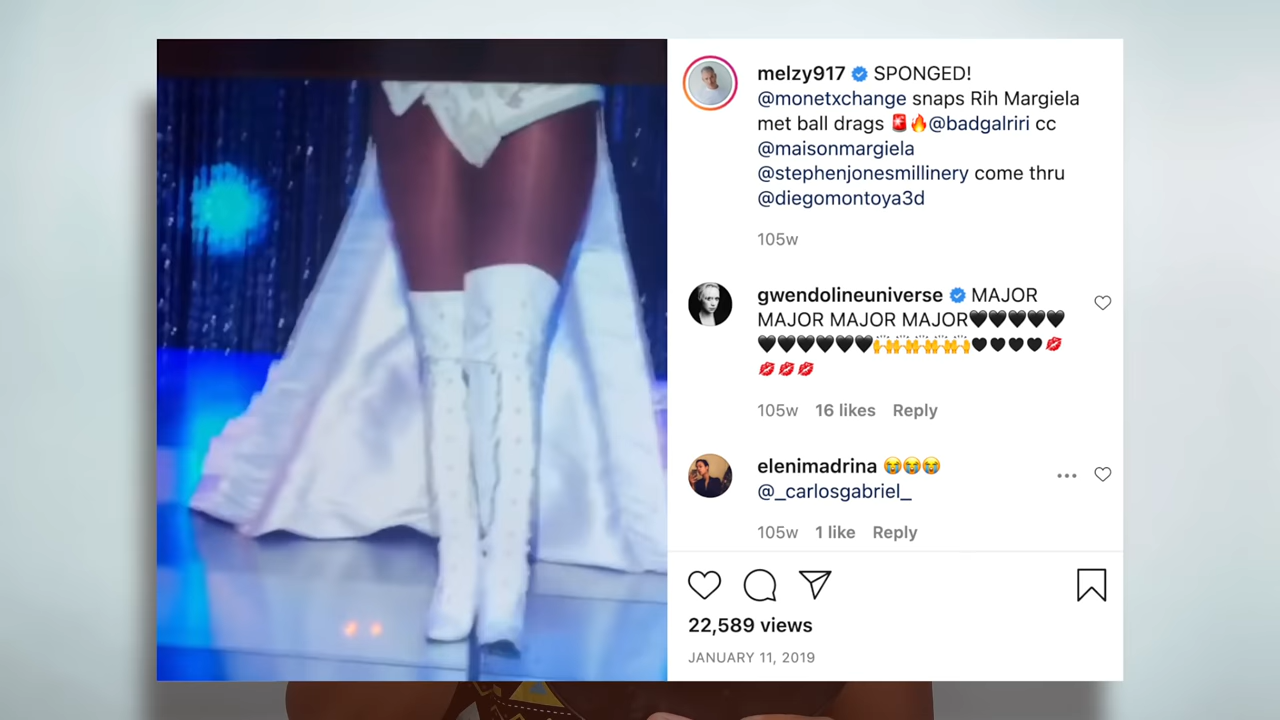 melzy917 SPONGED!
@monetxchange snaps Rih Margiela
met ball drags 🚨🔥@badgalriri cc
@maisonmargiela
@stephenjonesmillinery come thru
@diegomontoya3d
105w
gwendolineuniverse MAJOR
MAJOR MAJOR MAJOR🖤🖤🖤🖤🖤
🖤🖤🖤🖤🖤🖤🙌🙌🙌🙌🖤🖤🖤🖤💋
💋💋💋
105w 16 likes Reply
elenimadrina 😭😭😭
@_carlosgabriel_
105w 1 like Reply
22,589 views
JANUARY 11, 2019